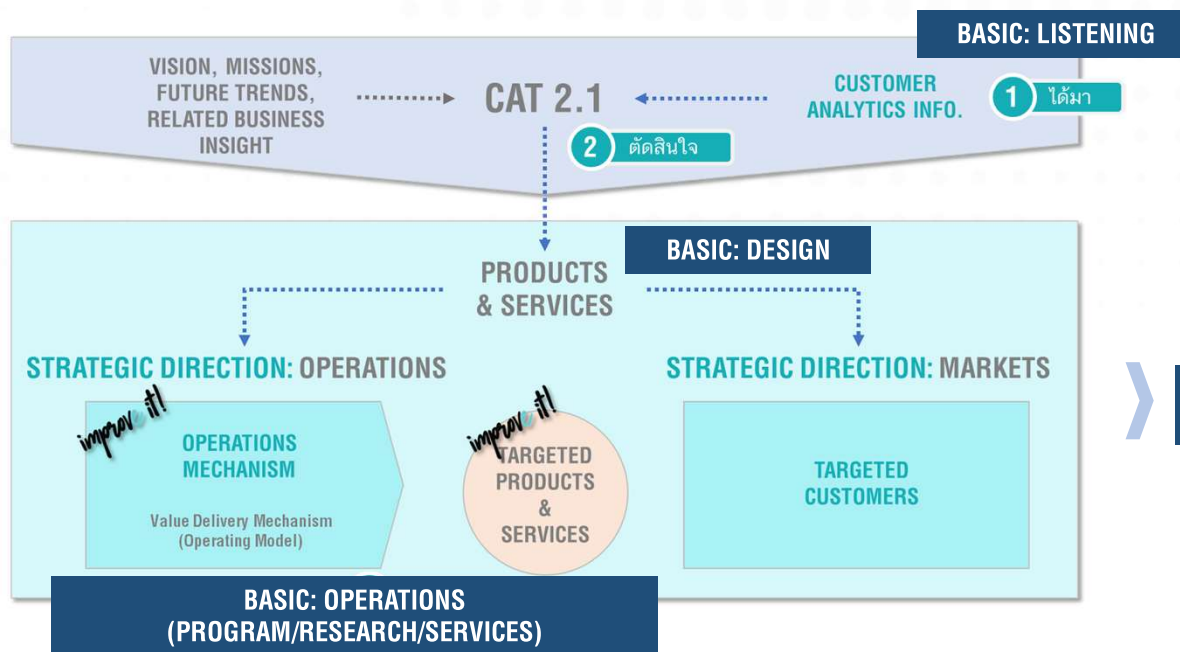 BASIC: LISTENING
VISION, MISSIONS,
FUTURE TRENDS,
RELATED BUSINESS
INSIGHT
CAT 2.1
CUSTOMER
ANALYTICS INFO.
1 ได้มา
2 ตัดสินใจ
BASIC: DESIGN
PRODUCTS
& SERVICES
STRATEGIC DIRECTION: OPERATIONS
STRATEGIC DIRECTION: MARKETS
improve it!
OPERATIONS
MECHANISM
Value Delivery Mechanism
(Operating Model)
improve it!
TARGETED
PRODUCTS
&
SERVICES
TARGETED
CUSTOMERS
BASIC: OPERATIONS
(PROGRAM/RESEARCH/SERVICES)